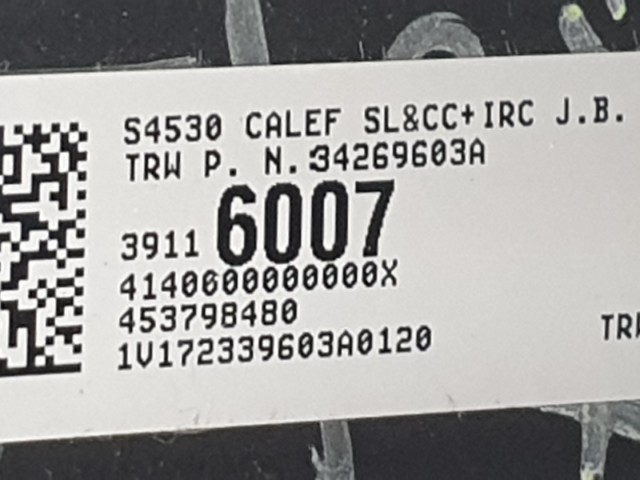 S4530 CALEF SL&CC+IRC J.B.
TRW P. N.34269603A
3911 6007
4140600000000X
453798480
1V172339603A0120